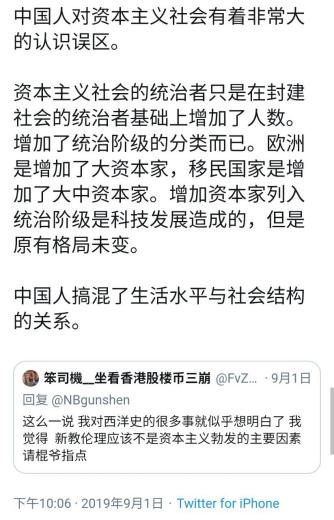 中国人对资本主义社会有着非常大
的认识误区。
资本主义社会的统治者只是在封建
社会的统治者基础上增加了人数。
增加了统治阶级的分类而已。欧洲
是增加了大资本家，移民国家是增
加了大中资本家。增加资本家列入
统治阶级是科技发展造成的，但是
原有格局未变。
中国人搞混了生活水平与社会结构
的关系。
笨司機__坐看香港股楼币三崩 @FvZ... · 9月1日
回复 @NBgunshen
这么一说 我对西洋史的很多事就似乎想明白了 我
觉得 新教伦理应该不是资本主义勃发的主要因素
请棍爷指点
下午10:06 · 2019年9月1日 · Twitter for iPhone